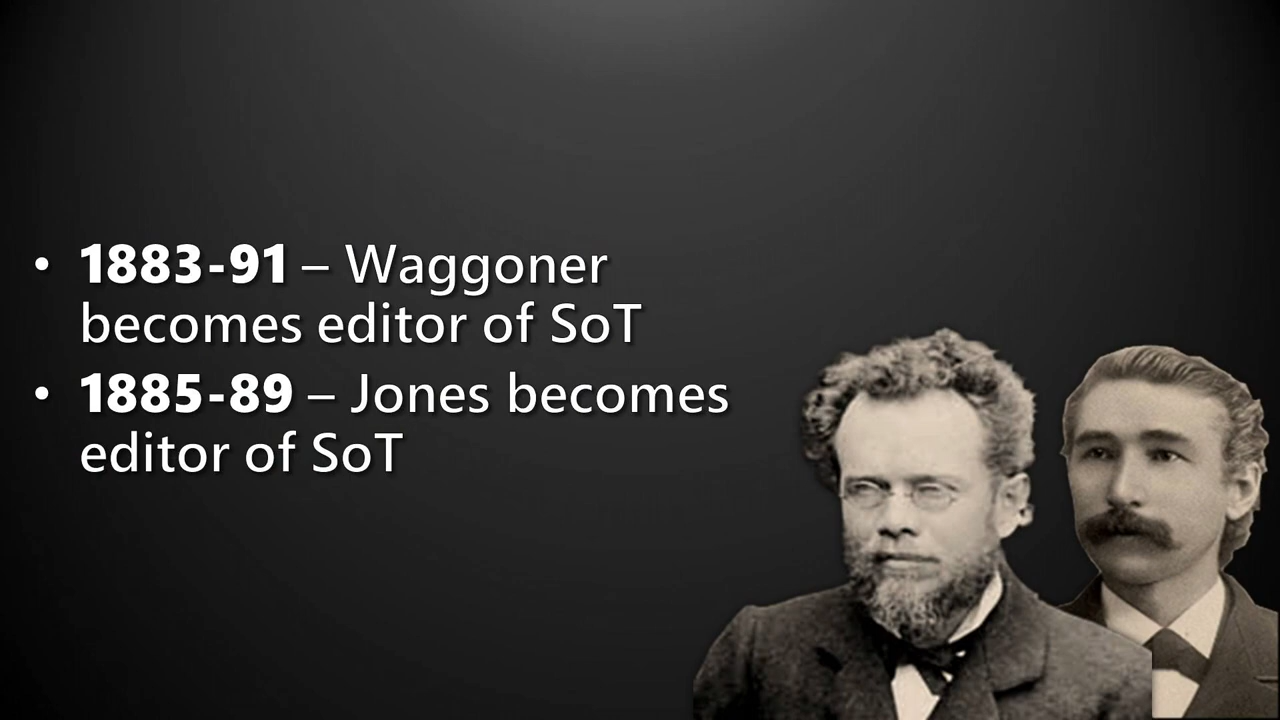 • 1883-91 – Waggoner
becomes editor of SoT
• 1885-89 – Jones becomes
editor of SoT